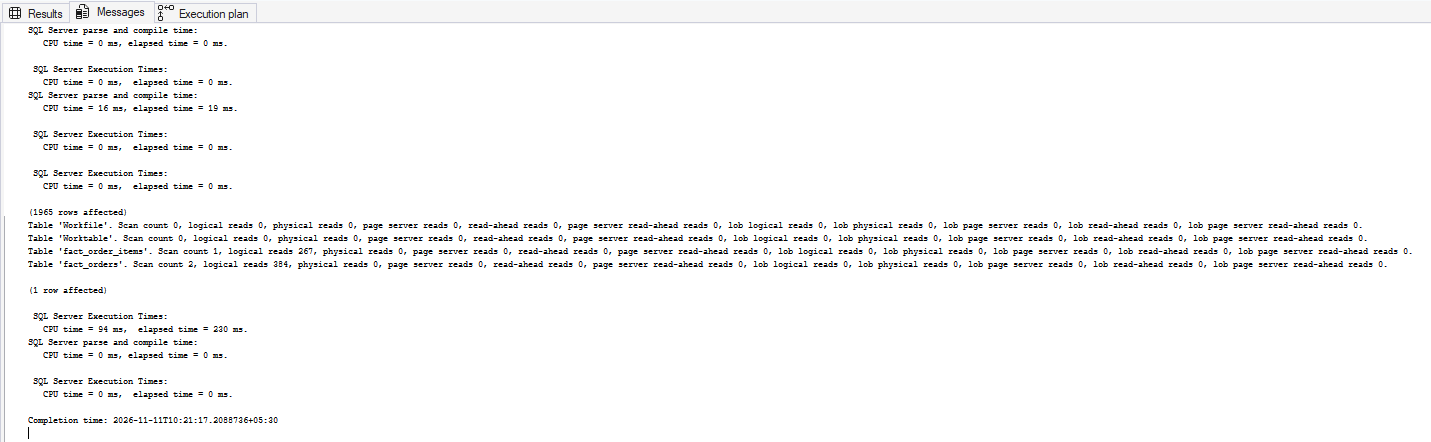 Results Messages Execution plan
SQL Server parse and compile time:
CPU time = 0 ms, elapsed time = 0 ms.
SQL Server Execution Times:
CPU time = 0 ms, elapsed time = 0 ms.
SQL Server parse and compile time:
CPU time = 16 ms, elapsed time = 19 ms.
SQL Server Execution Times:
CPU time = 0 ms, elapsed time = 0 ms.
SQL Server Execution Times:
CPU time = 0 ms, elapsed time = 0 ms.
(1965 rows affected)
Table 'Workfile'. Scan count 0, logical reads 0, physical reads 0, page server reads 0, read-ahead reads 0, page server read-ahead reads 0, lob logical reads 0, lob physical reads 0, lob page server reads 0, lob read-ahead reads 0, lob page server read-ahead reads 0.
Table 'Worktable'. Scan count 0, logical reads 0, physical reads 0, page server reads 0, read-ahead reads 0, page server read-ahead reads 0, lob logical reads 0, lob physical reads 0, lob page server reads 0, lob read-ahead reads 0, lob page server read-ahead reads 0.
Table 'fact_order_items'. Scan count 1, logical reads 267, physical reads 0, page server reads 0, read-ahead reads 0, page server read-ahead reads 0, lob logical reads 0, lob physical reads 0, lob page server reads 0, lob read-ahead reads 0, lob page server read-ahead reads 0.
Table 'fact_orders'. Scan count 2, logical reads 384, physical reads 0, page server reads 0, read-ahead reads 0, page server read-ahead reads 0, lob logical reads 0, lob physical reads 0, lob page server reads 0, lob read-ahead reads 0, lob page server read-ahead reads 0.
(1 row affected)
SQL Server Execution Times:
CPU time = 94 ms, elapsed time = 230 ms.
SQL Server parse and compile time:
CPU time = 0 ms, elapsed time = 0 ms.
SQL Server Execution Times:
CPU time = 0 ms, elapsed time = 0 ms.
Completion time: 2026-11-11T10:21:17.2088736+05:30